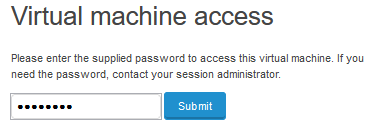 Virtual machine access
Please enter the supplied password to access this virtual machine. If you
need the password, contact your session administrator.
●●●●●●●● Submit